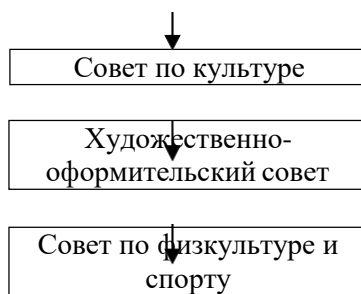 Совет по культуре
Художественно-
оформительский совет
Совет по физкультуре и
спорту